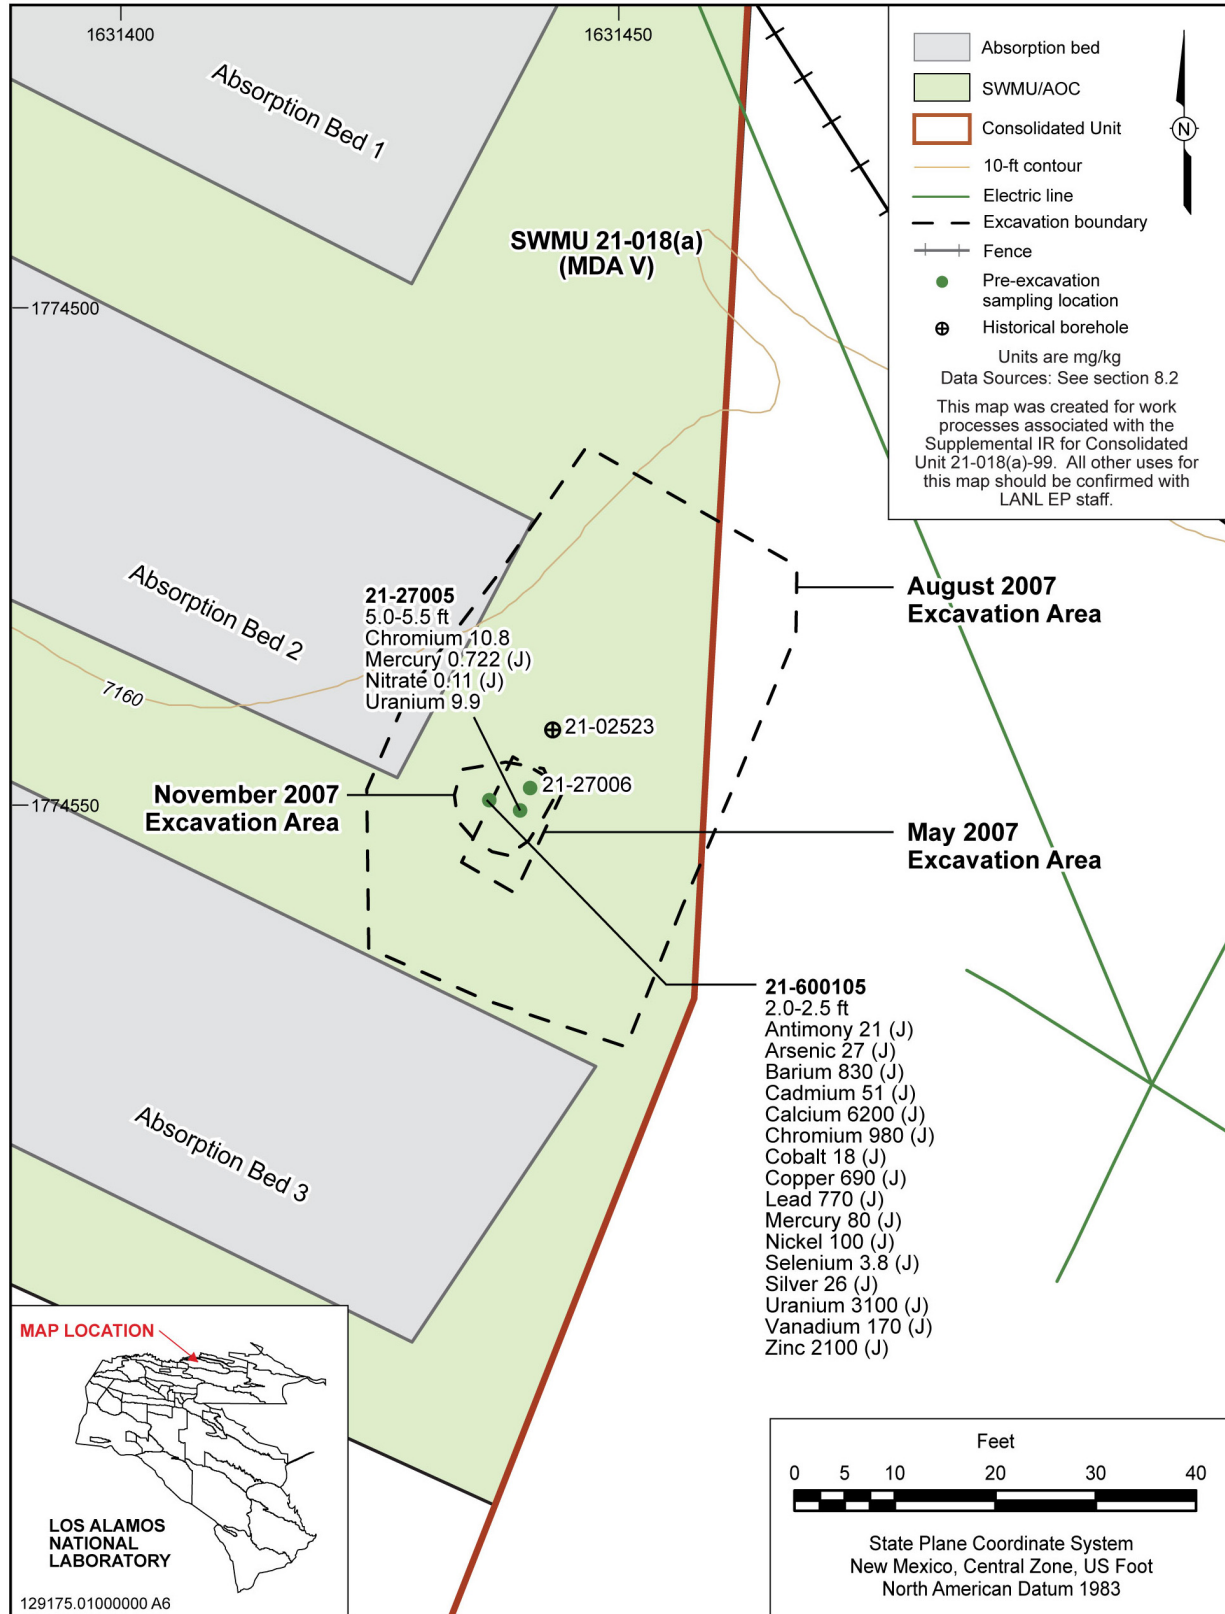 1631400
1631450
Absorption Bed 1
SWMU 21-018(a)
(MDA V)
1774500
Absorption bed
SWMU/AOC
Consolidated Unit
10-ft contour
Electric line
Excavation boundary
Fence
Pre-excavation
sampling location
Historical borehole
N
Units are mg/kg
Data Sources: See section 8.2
This map was created for work
processes associated with the
Supplemental IR for Consolidated
Unit 21-018(a)-99. All other uses for
this map should be confirmed with
LANL EP staff.
Absorption Bed 2
7160
21-27005
5.0-5.5 ft
Chromium 10.8
Mercury 0.722 (J)
Nitrate 0.11 (J)
Uranium 9.9
August 2007
Excavation Area
21-02523
21-27006
November 2007
Excavation Area
1774550
May 2007
Excavation Area
21-600105
2.0-2.5 ft
Antimony 21 (J)
Arsenic 27 (J)
Barium 830 (J)
Cadmium 51 (J)
Calcium 6200 (J)
Chromium 980 (J)
Cobalt 18 (J)
Copper 690 (J)
Lead 770 (J)
Mercury 80 (J)
Nickel 100 (J)
Selenium 3.8 (J)
Silver 26 (J)
Uranium 3100 (J)
Vanadium 170 (J)
Zinc 2100 (J)
Absorption Bed 3
MAP LOCATION
LOS ALAMOS
NATIONAL
LABORATORY
129175.01000000 A6
Feet
0 5 10 20 30 40
State Plane Coordinate System
New Mexico, Central Zone, US Foot
North American Datum 1983